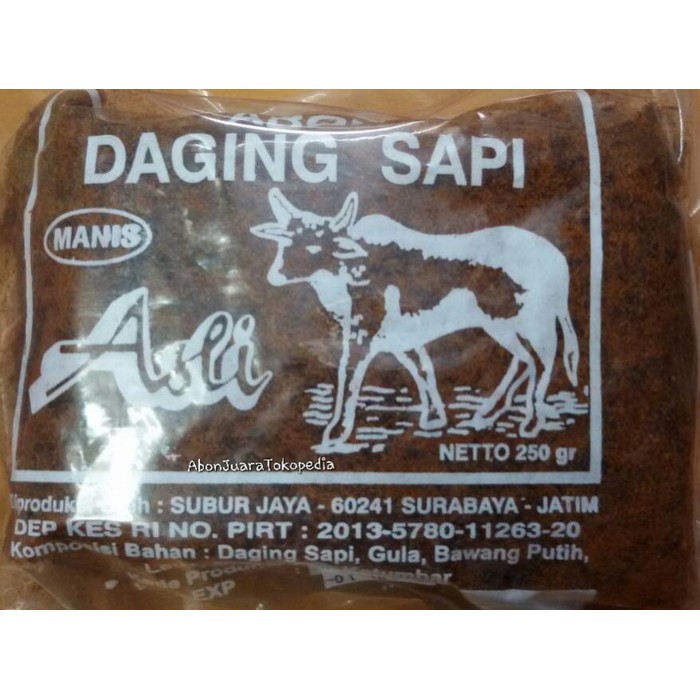 ABON
DAGING SAPI
MANIS
Asli
NETTO 250 gr
AbonJuaraTokopedia
: SUBUR JAYA - 60241 SURABAYA - JATIM
DEP KES RI NO. PIRT : 2013-5780-11263-20
Komposisi Bahan : Daging Sapi, Gula, Bawang Putih,
EXP